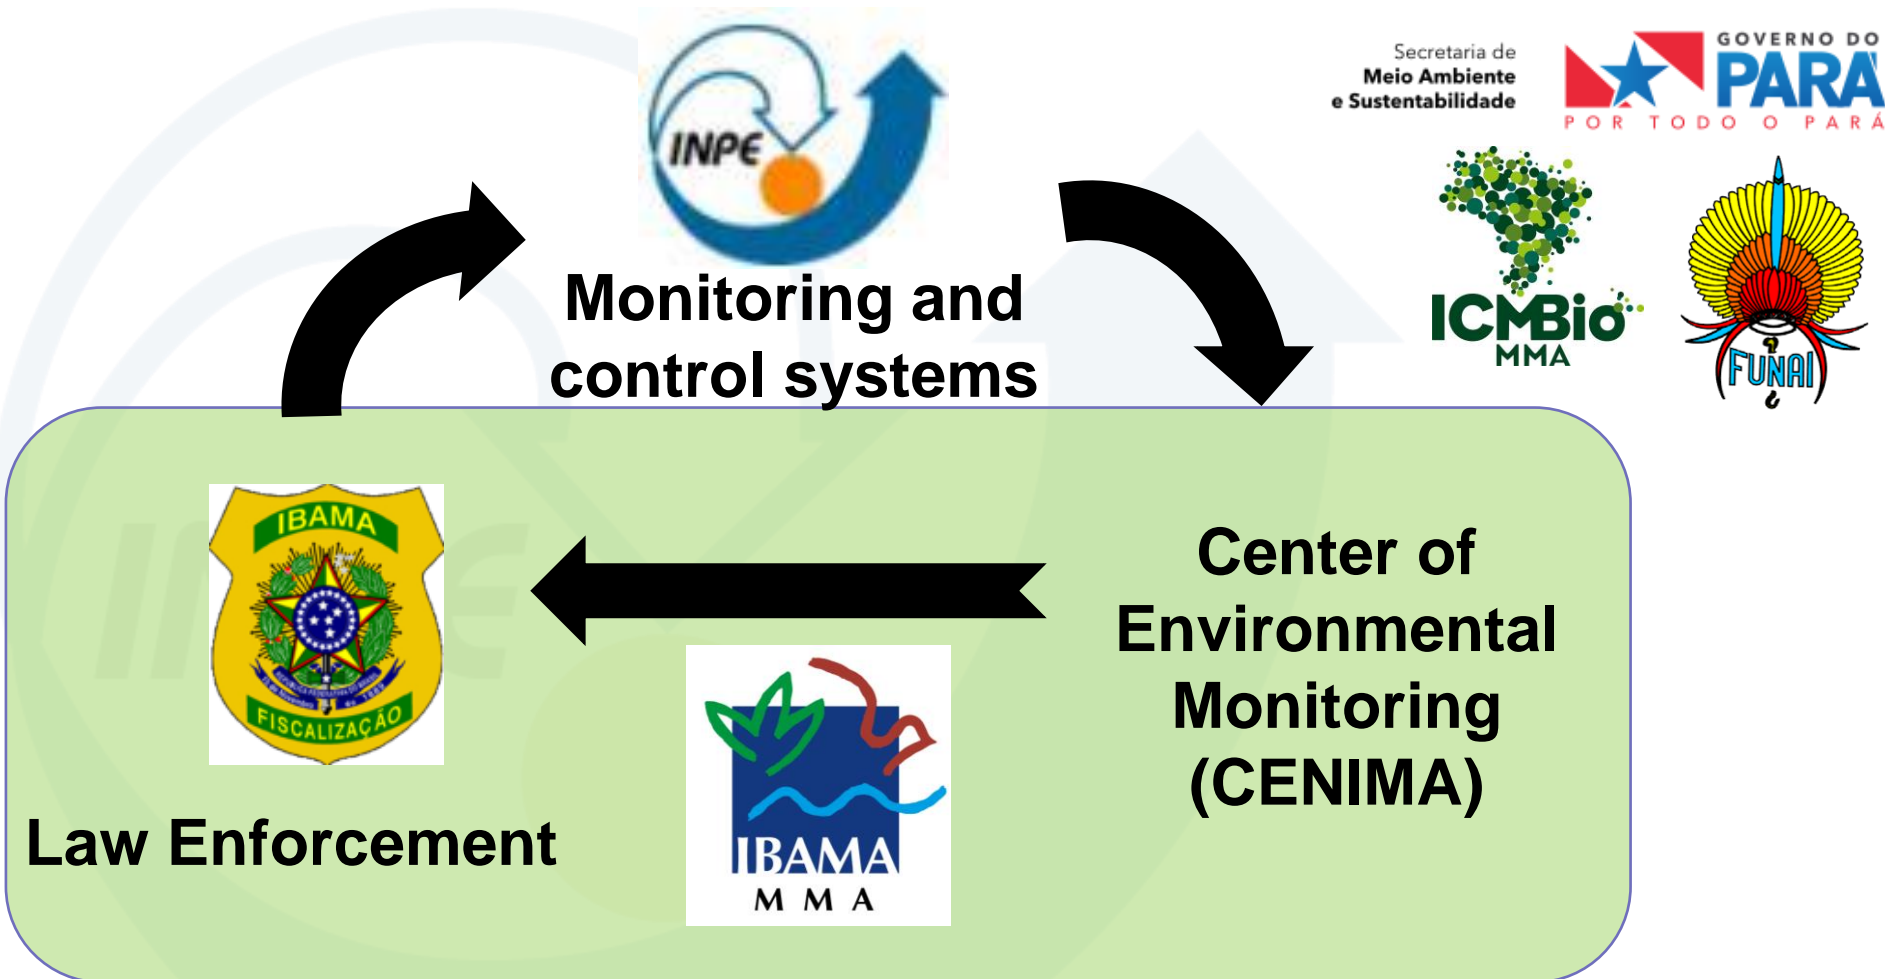 INPE
Secretaria de
Meio Ambiente
e Sustentabilidade
GOVERNO DO
PARÁ
POR TODO O PARÁ
ICMBio
MMA
FUNAI
Monitoring and
control systems
IBAMA
FISCALIZAÇÃO
Law Enforcement
IBAMA
M M A
Center of
Environmental
Monitoring
(CENIMA)
INPE